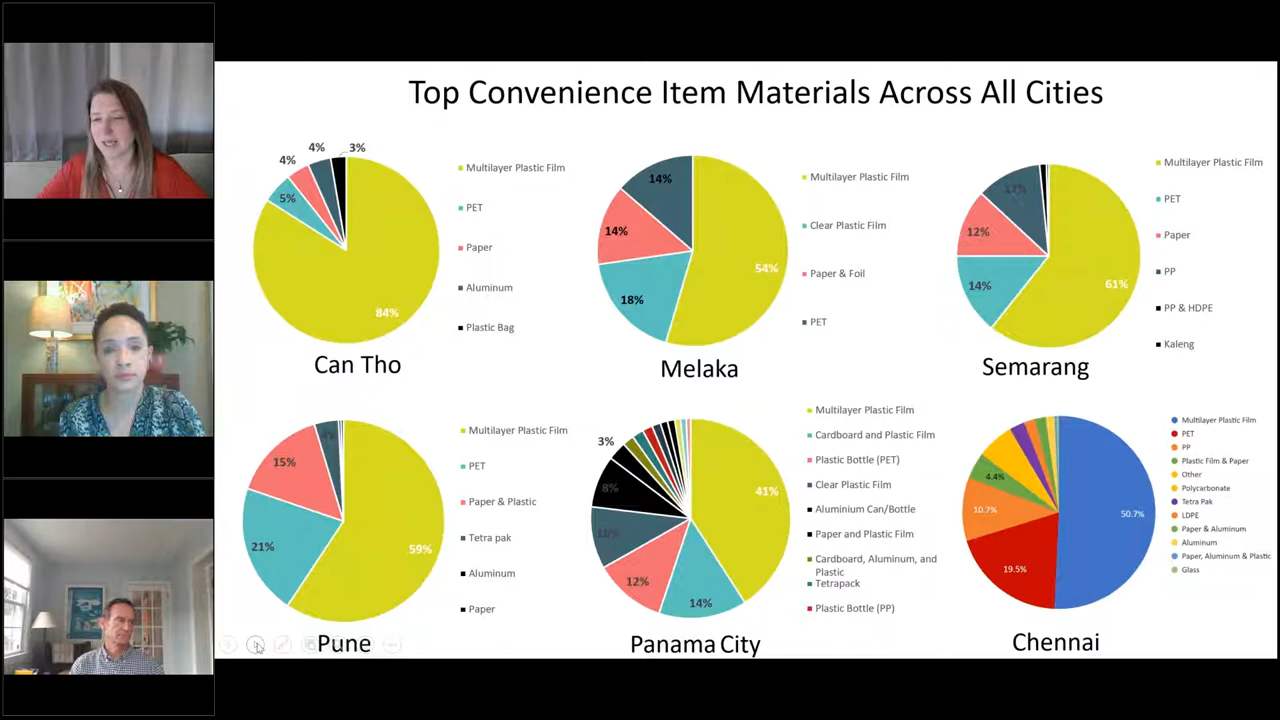 Top Convenience Item Materials Across All Cities
4%
4%
3%
5%
84%
Multilayer Plastic Film
PET
Paper
Aluminum
Plastic Bag
Can Tho
14%
14%
18%
54%
Multilayer Plastic Film
Clear Plastic Film
Paper & Foil
PET
Melaka
12%
14%
61%
Multilayer Plastic Film
PET
Paper
PP
PP & HDPE
Kaleng
Semarang
15%
21%
59%
Multilayer Plastic Film
PET
Paper & Plastic
Tetra pak
Aluminum
Paper
Pune
3%
8%
10%
12%
14%
41%
Multilayer Plastic Film
Cardboard and Plastic Film
Plastic Bottle (PET)
Clear Plastic Film
Aluminium Can/Bottle
Paper and Plastic Film
Cardboard, Aluminum, and
Plastic
Tetrapack
Plastic Bottle (PP)
Panama City
4.4%
10.7%
19.5%
50.7%
Multilayer Plastic Film
PET
PP
Plastic Film & Paper
Other
Polycarbonate
Tetra Pak
LDPE
Paper & Aluminum
Aluminum
Paper, Aluminum & Plastic
Glass
Chennai